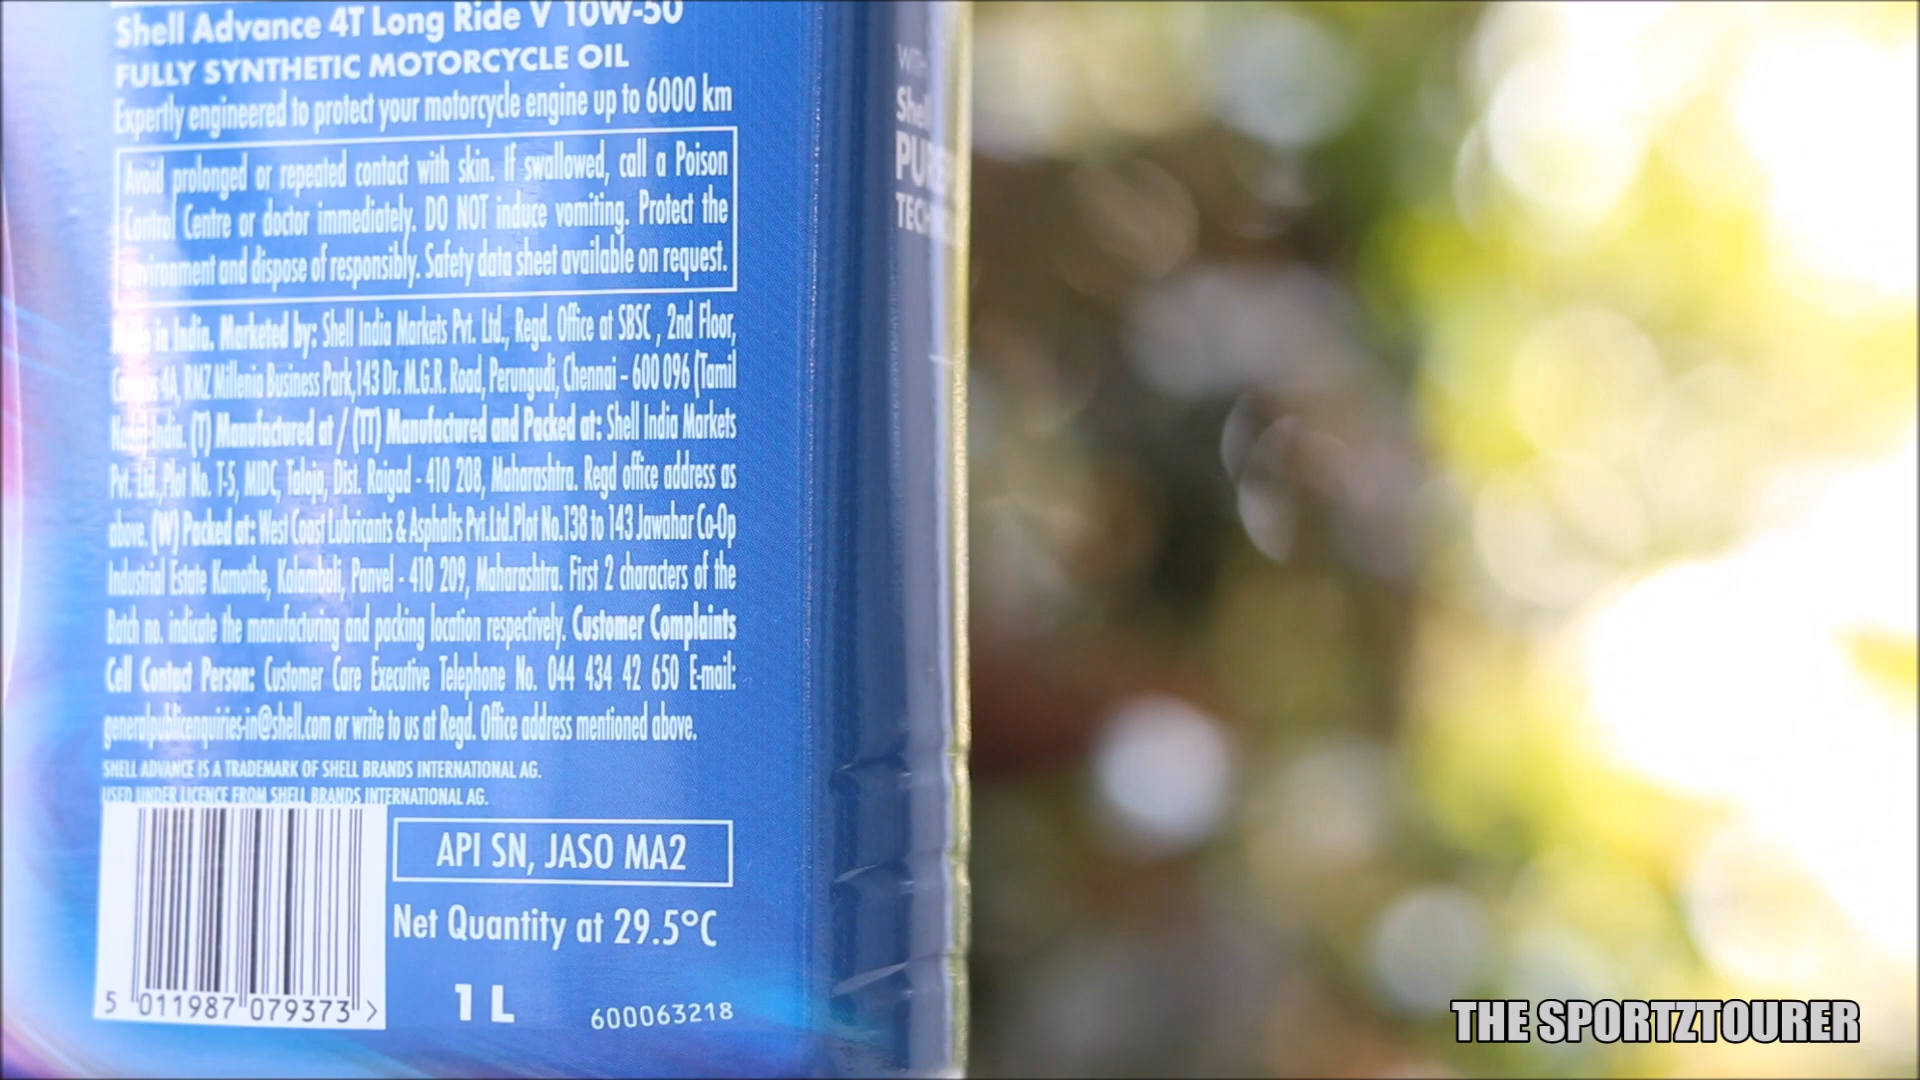 Shell Advance 4T Long Ride V 10W-50
FULLY SYNTHETIC MOTORCYCLE OIL
Expertly engineered to protect your motorcycle engine up to 6000 km
Avoid prolonged or repeated contact with skin. If swallowed, call a Poison
Control Centre or doctor immediately. DO NOT induce vomiting. Protect the
environment and dispose of responsibly. Safety data sheet available on request.
Made in India. Marketed by: Shell India Markets Pvt. Ltd., Regd. Office at SBSC , 2nd Floor,
Campus 4A, RMZ Millenia Business Park,143 Dr. M.G.R. Road, Perungudi, Chennai - 600 096 (Tamil
India. (T) Manufactured at / (TT) Manufactured and Packed at: Shell India Markets
Pvt. Ltd.,Plot No. T-5, MIDC, Taloja, Dist. Raigad - 410 208, Maharashtra. Regd office address as
above. (W) Packed at: West Coast Lubricants & Asphalts Pvt.Ltd.Plot No.138 to 143 Jawahar Co-Op
Industrial Estate Kamothe, Kalamboli, Panvel - 410 209, Maharashtra. First 2 characters of the
Batch no. indicate the manufacturing and packing location respectively. Customer Complaints
Cell Contact Person: Customer Care Executive Telephone No. 044 434 42 650 E-mail:
generalpublicenquiries-in@shell.com or write to us at Regd. Office address mentioned above.
SHELL ADVANCE IS A TRADEMARK OF SHELL BRANDS INTERNATIONAL AG.
USED UNDER LICENCE FROM SHELL BRANDS INTERNATIONAL AG.
API SN, JASO MA2
Net Quantity at 29.5°C
1 L
600063218
5 011987 079373 >
Shell
THE SPORTZTOURER